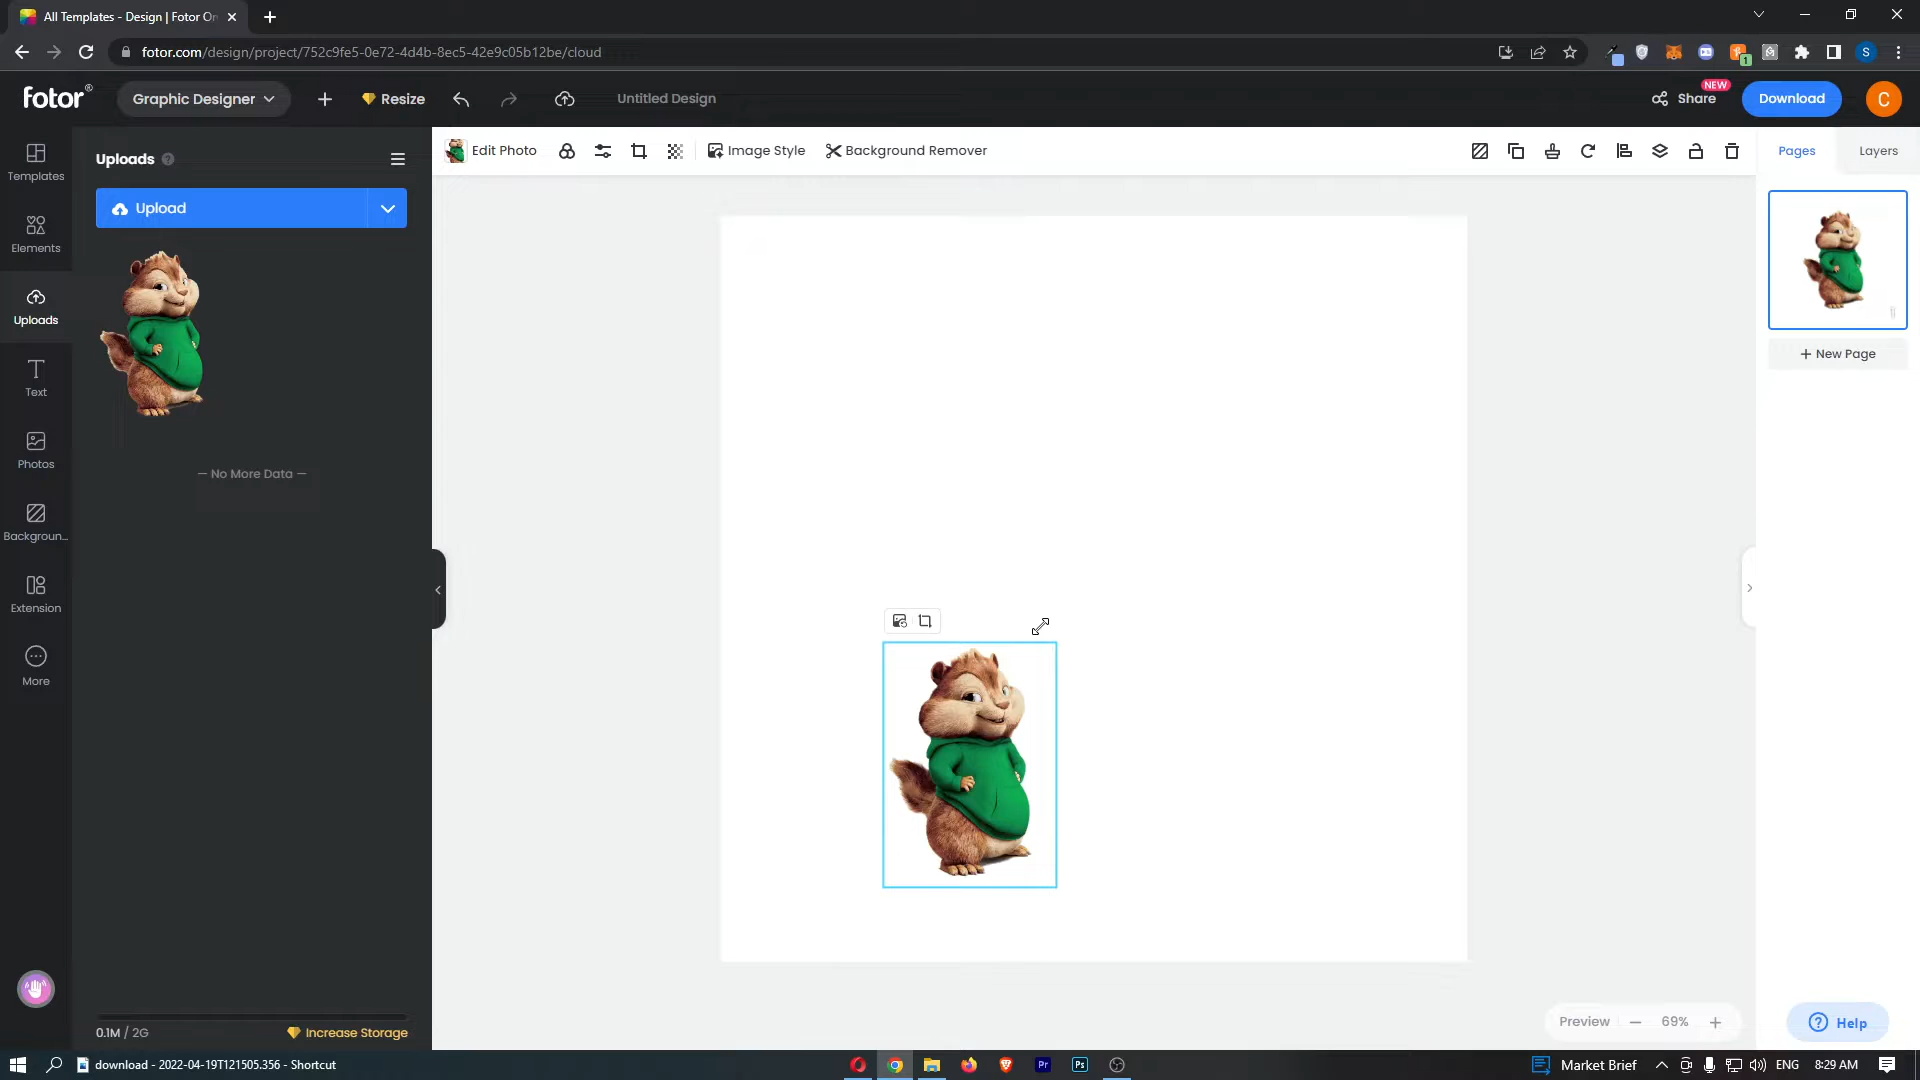 All Templates - Design | Fotor On
fotor.com/design/project/752c9fe5-0e72-4d4b-8ec5-42e9c05b12be/cloud
S
1
fotor®
Graphic Designer
Resize
Untitled Design
Share
NEW
Download
C
Templates
Elements
Uploads
Text
Photos
Backgroun...
Extension
More
Uploads
Upload
— No More Data —
0.1M / 2G
Increase Storage
Edit Photo
Image Style
Background Remover
Pages
Layers
+ New Page
Preview
69%
Help
download - 2022-04-19T121505.356 - Shortcut
Pr
Ps
Market Brief
ENG
8:29 AM